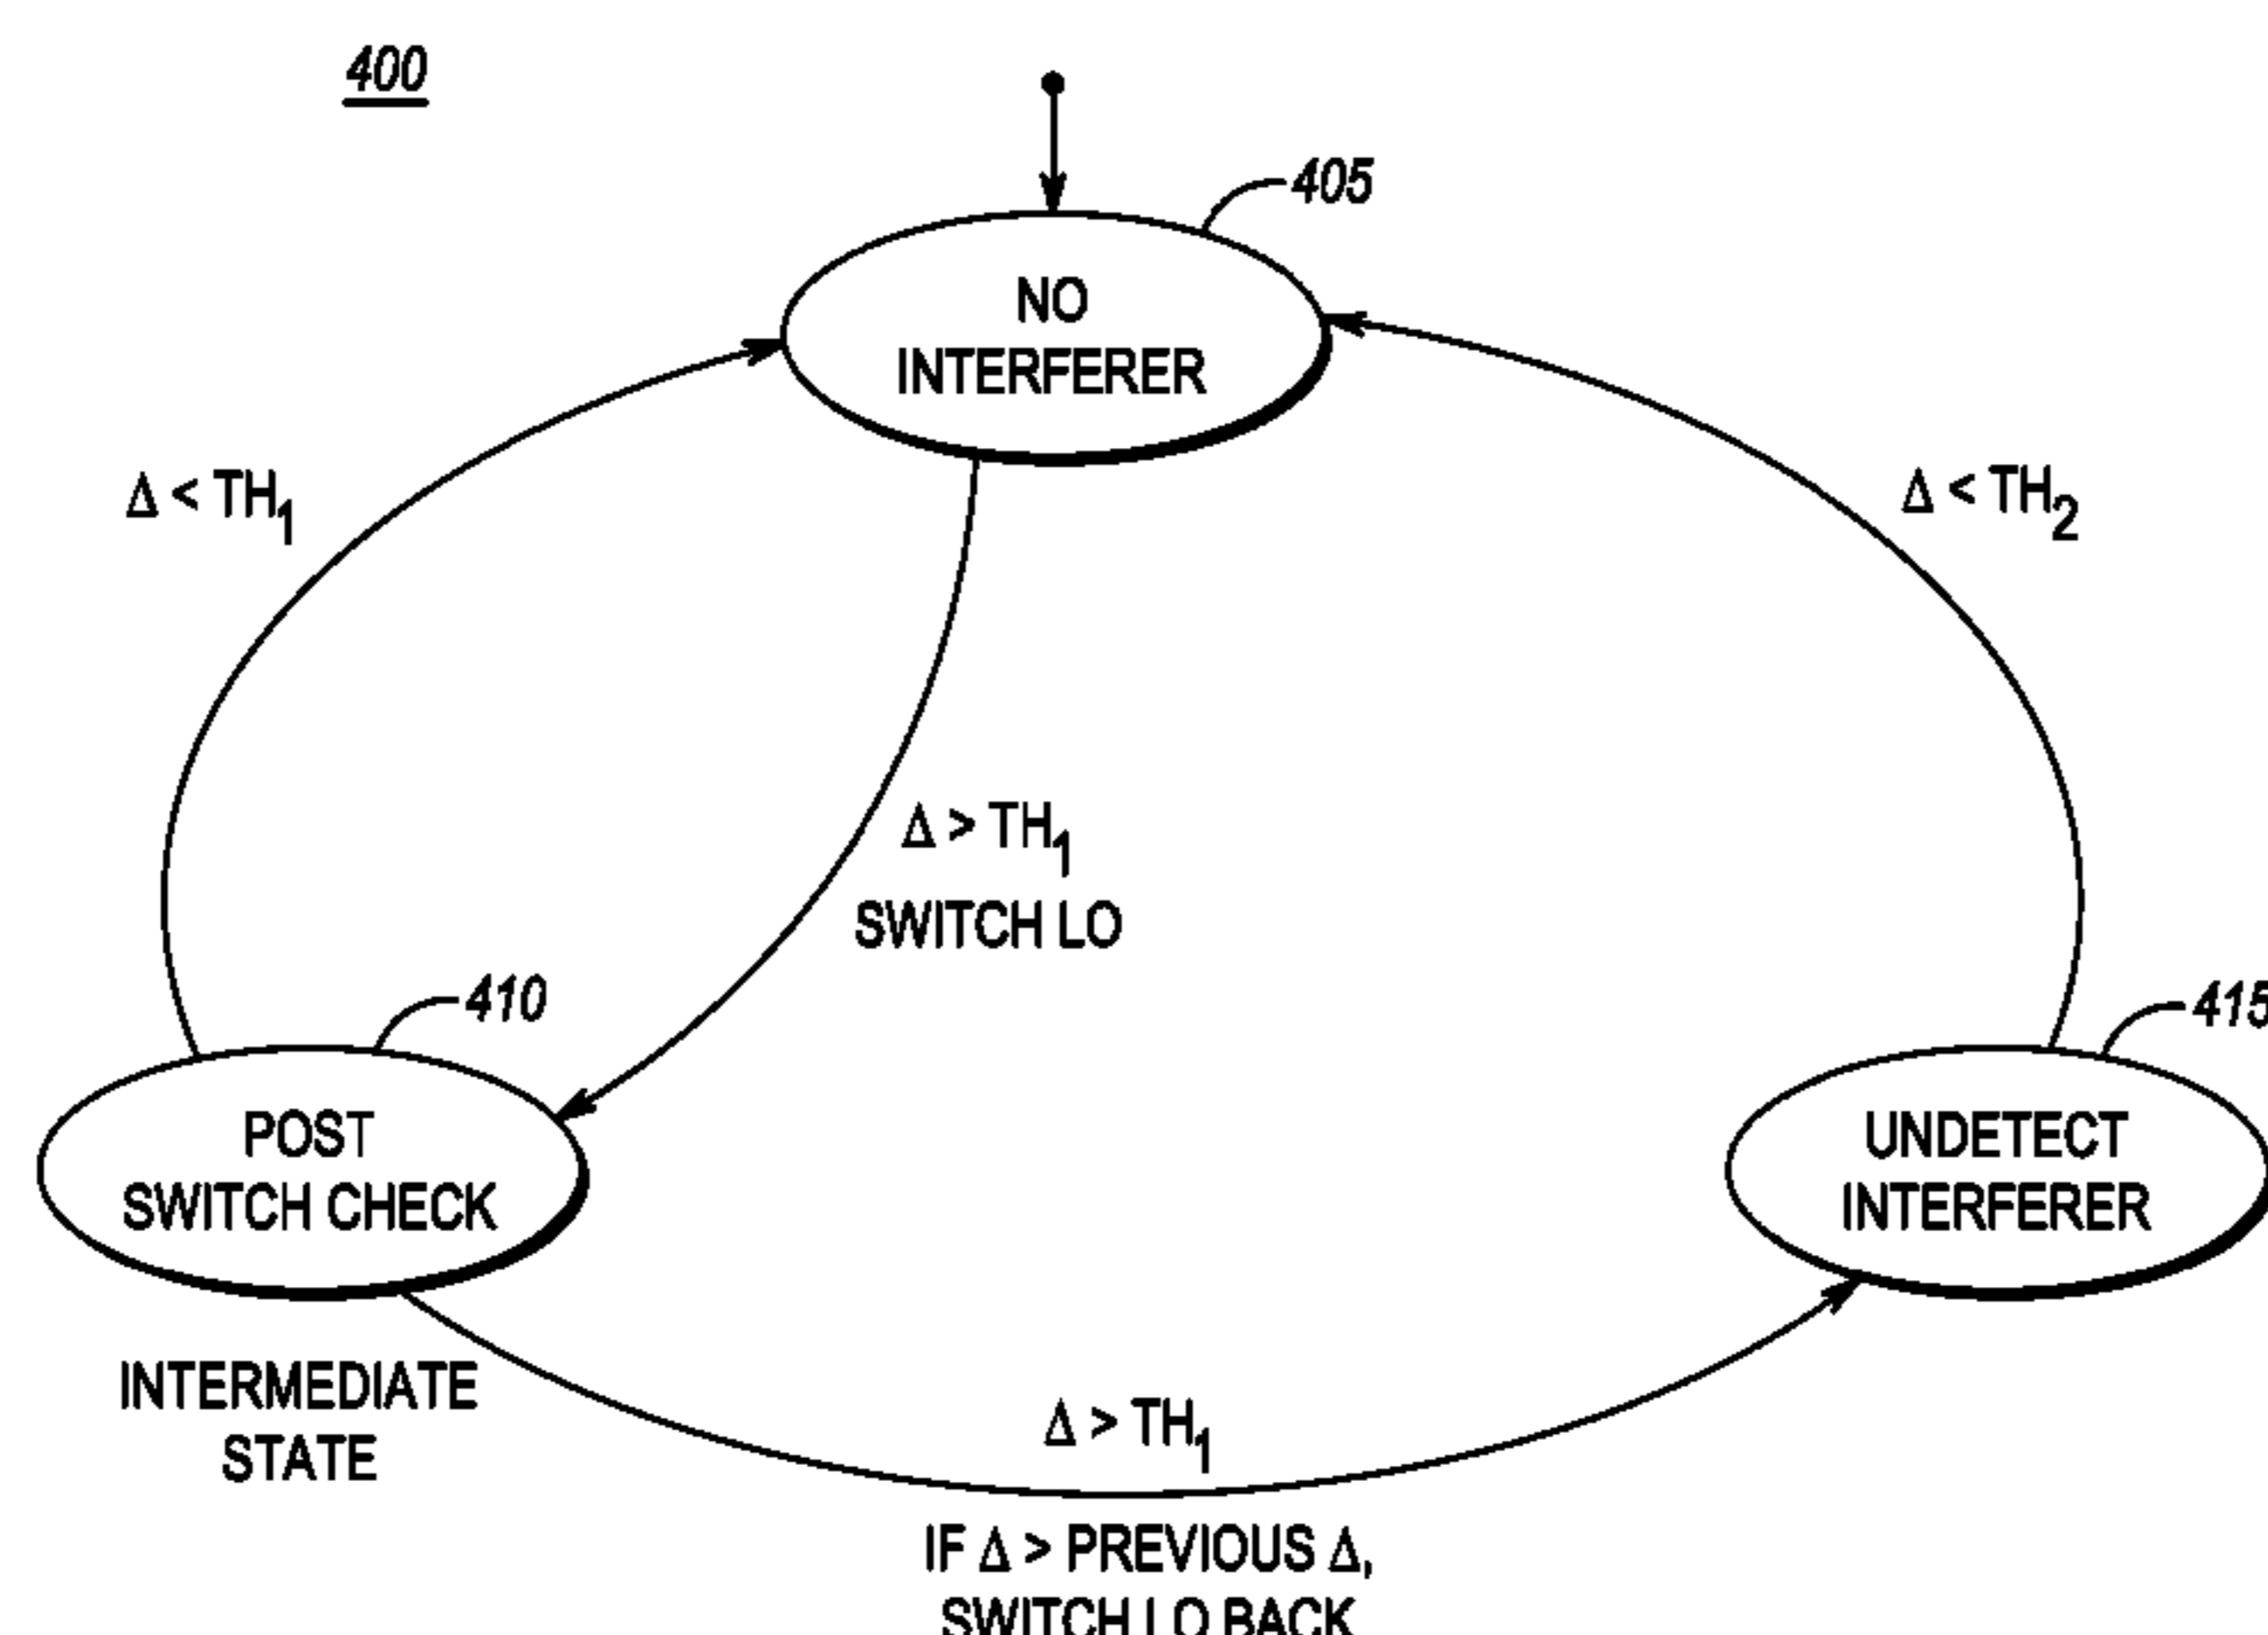 400
405
NO
INTERFERER
Δ < TH1
Δ < TH2
Δ > TH1
SWITCH LO
410
415
POST
SWITCH CHECK
UNDETECT
INTERFERER
INTERMEDIATE
STATE
Δ > TH1
IF Δ > PREVIOUS Δ,
SWITCH LO BACK